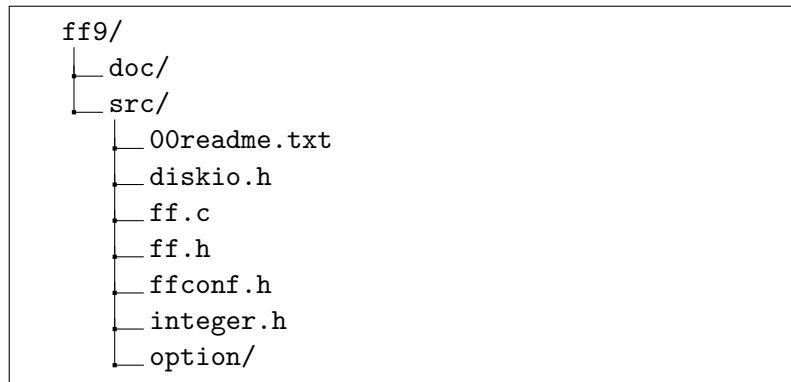 ff9/
doc/
src/
00readme.txt
diskio.h
ff.c
ff.h
ffconf.h
integer.h
option/